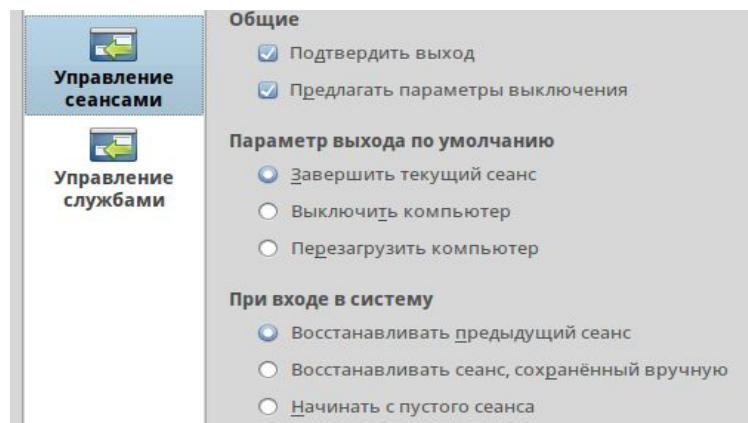 Управление
сеансами
Управление
службами
Общие
Подтвердить выход
Предлагать параметры выключения
Параметр выхода по умолчанию
Завершить текущий сеанс
Выключить компьютер
Перезагрузить компьютер
При входе в систему
Восстанавливать предыдущий сеанс
Восстанавливать сеанс, сохранённый вручную
Начинать с пустого сеанса